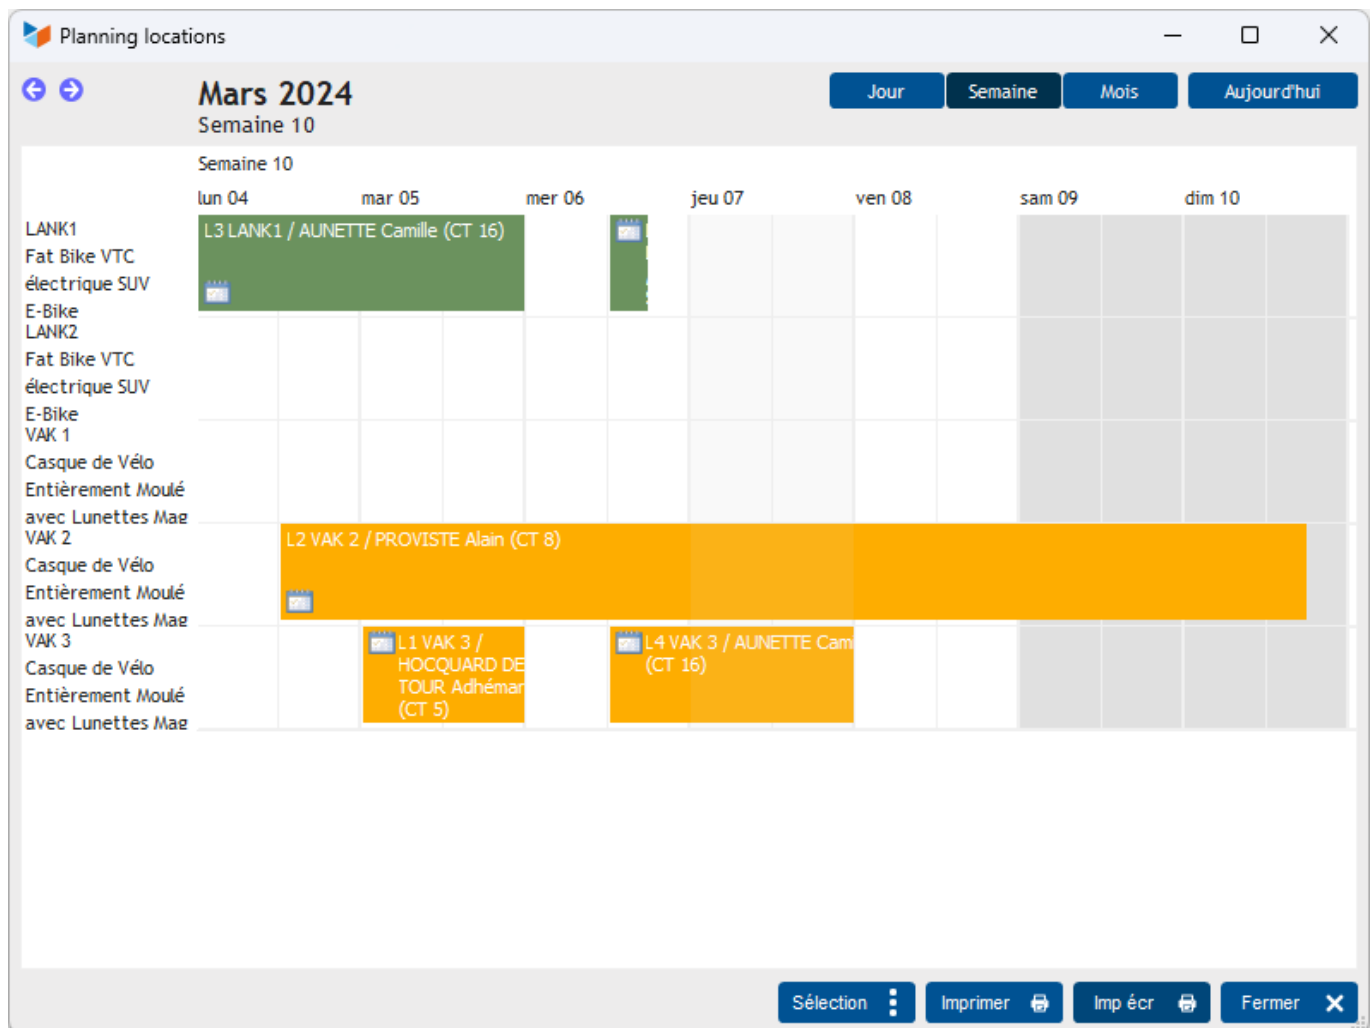 Planning locations
Mars 2024
Semaine 10
Jour
Semaine
Mois
Aujourd'hui
Semaine 10
lun 04
mar 05
mer 06
jeu 07
ven 08
sam 09
dim 10
LANK1
Fat Bike VTC
électrique SUV
E-Bike
L3 LANK1 / AUNETTE Camille (CT 16)
LANK2
Fat Bike VTC
électrique SUV
E-Bike
VAK 1
Casque de Vélo
Entièrement Moulé
avec Lunettes Mag
VAK 2
Casque de Vélo
Entièrement Moulé
avec Lunettes Mag
L2 VAK 2 / PROVISTE Alain (CT 8)
VAK 3
Casque de Vélo
Entièrement Moulé
avec Lunettes Mag
L1 VAK 3 /
HOCQUARD DE
TOUR Adhémar
(CT 5)
L4 VAK 3 / AUNETTE Cam
(CT 16)
Sélection
Imprimer
Imp écr
Fermer